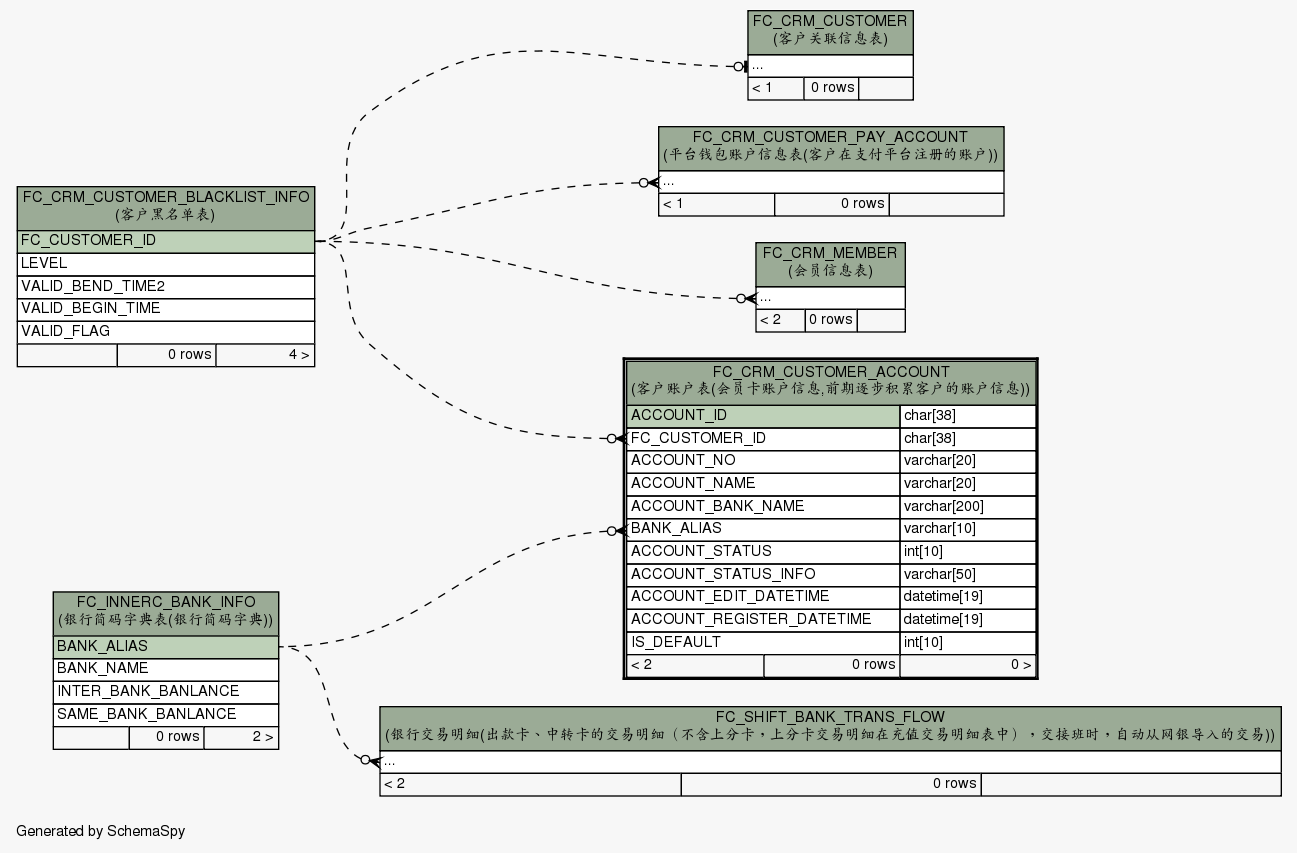 FC_CRM_CUSTOMER
(客户关联信息表)
...
< 1 0 rows
FC_CRM_CUSTOMER_PAY_ACCOUNT
(平台钱包账户信息表(客户在支付平台注册的账户))
...
< 1 0 rows
FC_CRM_CUSTOMER_BLACKLIST_INFO
(客户黑名单表)
FC_CUSTOMER_ID
LEVEL
VALID_BEND_TIME2
VALID_BEGIN_TIME
VALID_FLAG
0 rows 4 >
FC_CRM_MEMBER
(会员信息表)
...
< 2 0 rows
FC_CRM_CUSTOMER_ACCOUNT
(客户账户表(会员卡账户信息,前期逐步积累客户的账户信息))
ACCOUNT_ID char[38]
FC_CUSTOMER_ID char[38]
ACCOUNT_NO varchar[20]
ACCOUNT_NAME varchar[20]
ACCOUNT_BANK_NAME varchar[200]
BANK_ALIAS varchar[10]
ACCOUNT_STATUS int[10]
ACCOUNT_STATUS_INFO varchar[50]
ACCOUNT_EDIT_DATETIME datetime[19]
ACCOUNT_REGISTER_DATETIME datetime[19]
IS_DEFAULT int[10]
< 2 0 rows 0 >
FC_INNERC_BANK_INFO
(银行简码字典表(银行简码字典))
BANK_ALIAS
BANK_NAME
INTER_BANK_BANLANCE
SAME_BANK_BANLANCE
0 rows 2 >
FC_SHIFT_BANK_TRANS_FLOW
(银行交易明细(出款卡、中转卡的交易明细（不含上分卡，上分卡交易明细在充值交易明细表中），交接班时，自动从网银导入的交易))
...
< 2 0 rows
Generated by SchemaSpy